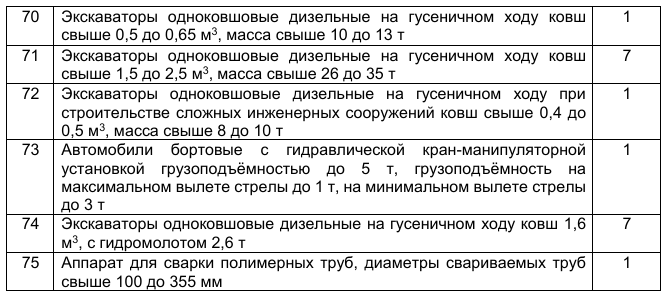 70 Экскаваторы одноковшовые дизельные на гусеничном ходу ковш 1
свыше 0,5 до 0,65 м³, масса свыше 10 до 13 т
71 Экскаваторы одноковшовые дизельные на гусеничном ходу ковш 7
свыше 1,5 до 2,5 м³, масса свыше 26 до 35 т
72 Экскаваторы одноковшовые дизельные на гусеничном ходу при 1
строительстве сложных инженерных сооружений ковш свыше 0,4 до
0,5 м³, масса свыше 8 до 10 т
73 Автомобили бортовые с гидравлической кран-манипуляторной 1
установкой грузоподъёмностью до 5 т, грузоподъёмность на
максимальном вылете стрелы до 1 т, на минимальном вылете стрелы
до 3 т
74 Экскаваторы одноковшовые дизельные на гусеничном ходу ковш 1,6 7
м³, с гидромолотом 2,6 т
75 Аппарат для сварки полимерных труб, диаметры свариваемых труб 1
свыше 100 до 355 мм